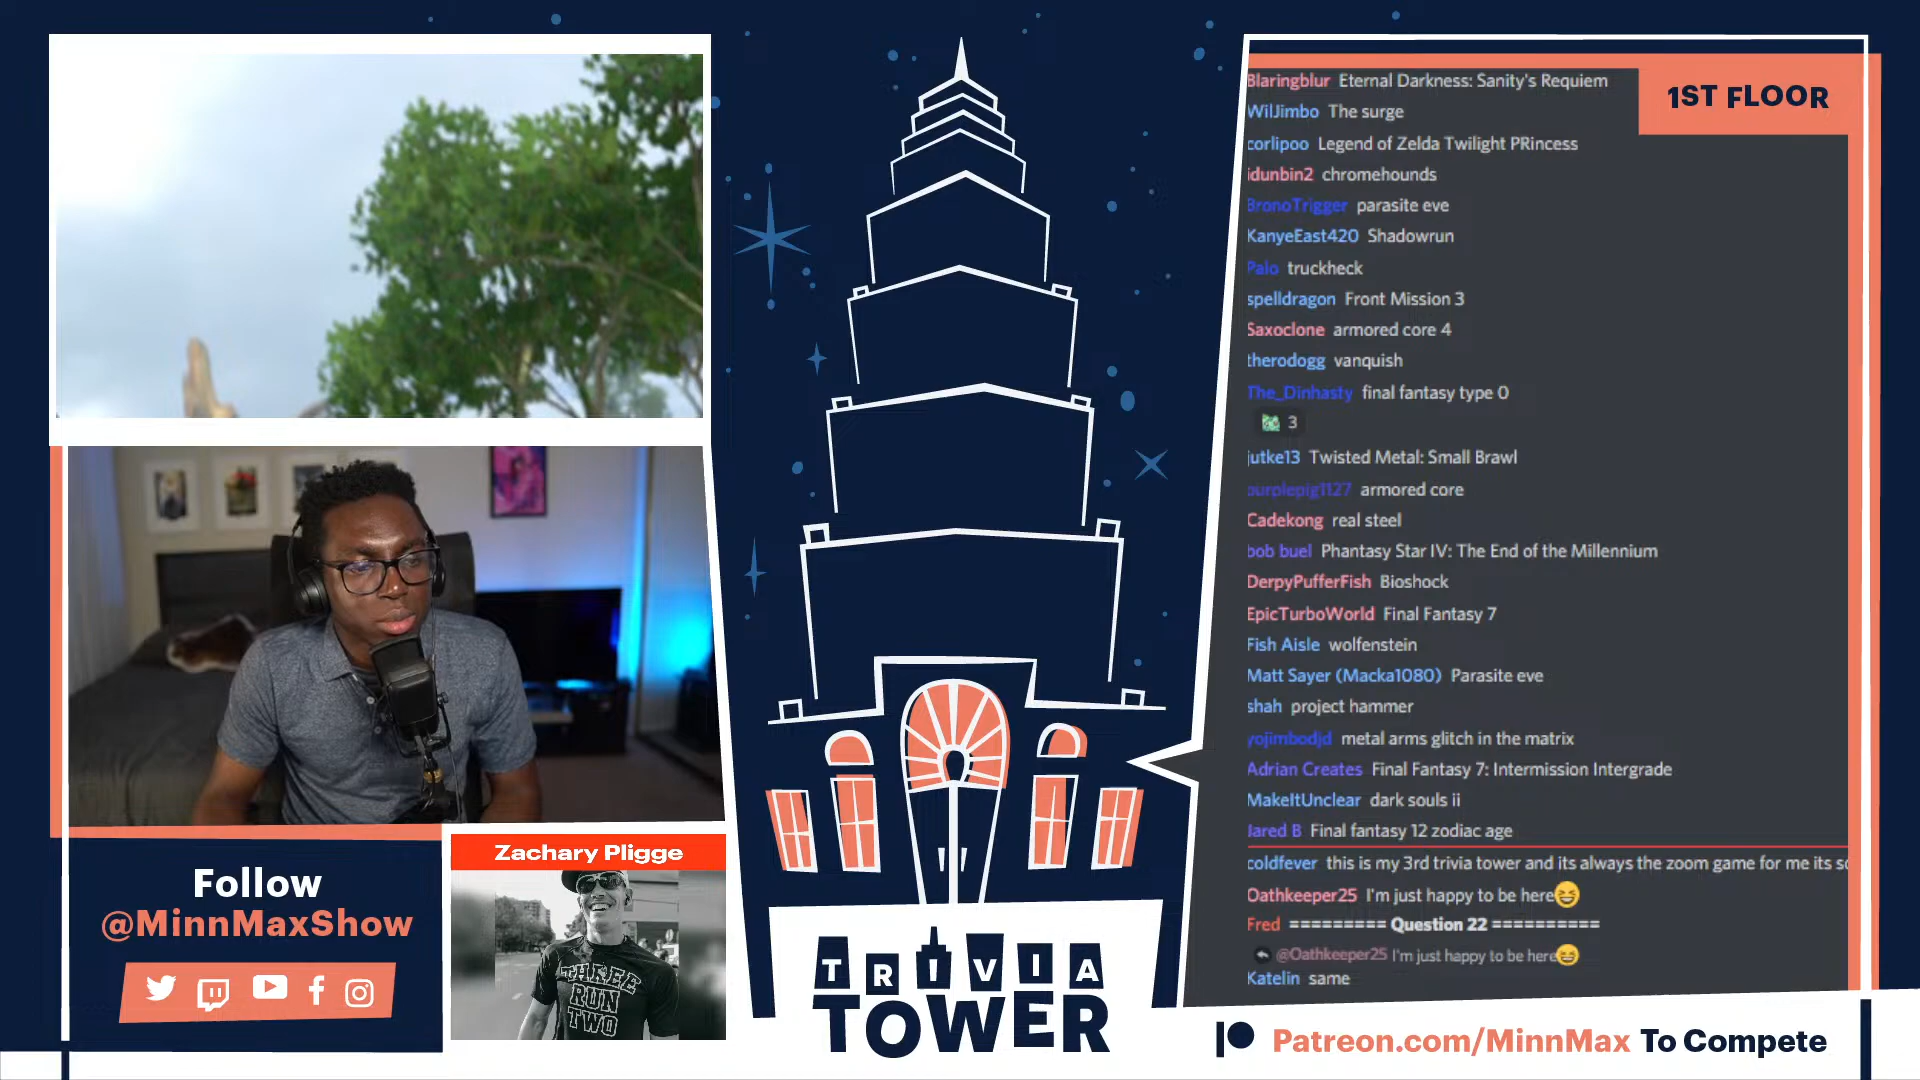 1ST FLOOR
Blaringblur Eternal Darkness: Sanity's Requiem
WilJimbo The surge
corlipoo Legend of Zelda Twilight PRincess
idunbin2 chromehounds
BronoTrigger parasite eve
KanyeEast420 Shadowrun
Palo truckheck
spelldragon Front Mission 3
Saxoclone armored core 4
therodogg vanquish
The_Dinhasty final fantasy type 0
3
jutke13 Twisted Metal: Small Brawl
purplepig1127 armored core
Cadekong real steel
bob buel Phantasy Star IV: The End of the Millennium
DerpyPufferFish Bioshock
EpicTurboWorld Final Fantasy 7
Fish Aisle wolfenstein
Matt Sayer (Macka1080) Parasite eve
shah project hammer
yojimbodjd metal arms glitch in the matrix
Adrian Creates Final Fantasy 7: Intermission Intergrade
MakeItUnclear dark souls ii
Jared B Final fantasy 12 zodiac age
coldfever this is my 3rd trivia tower and its always the zoom game for me its
Oathkeeper25 I'm just happy to be here😆
Fred ========= Question 22 ==========
@Oathkeeper25 I'm just happy to be here😆
Katelin same
Follow
@MinnMaxShow
Zachary Pligge
THREE
RUN
TWO
TRIVIA
TOWER
Patreon.com/MinnMax To Compete